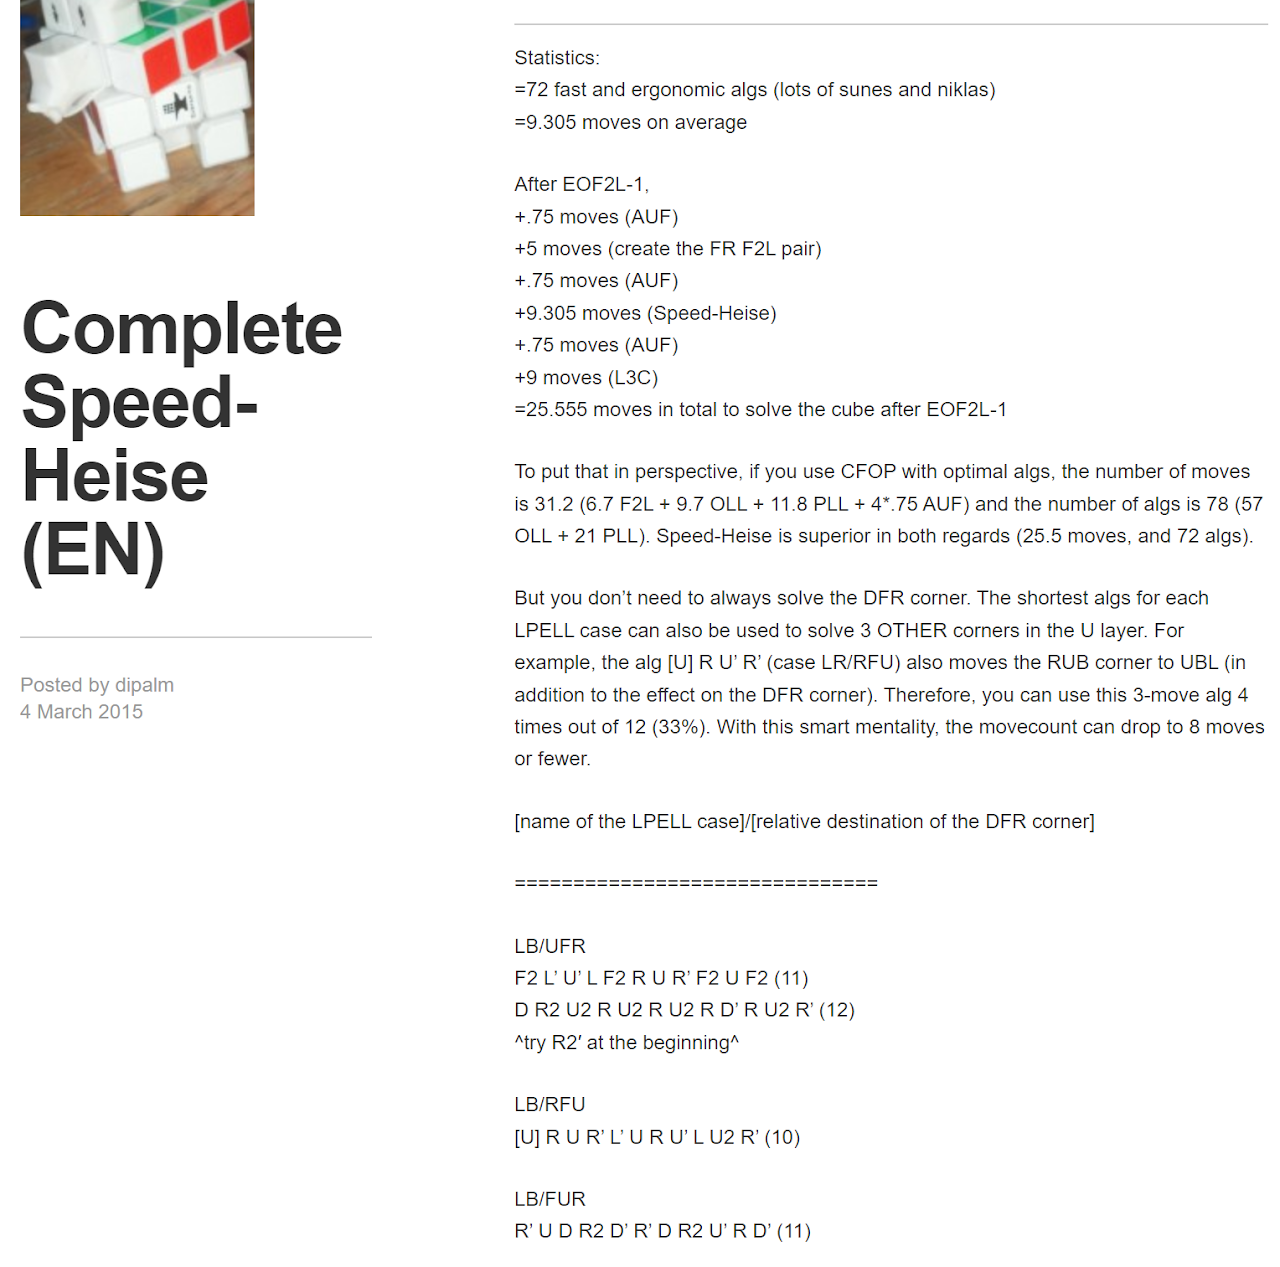 Complete
Speed-
Heise
(EN)
Posted by dipalm
4 March 2015
Statistics:
=72 fast and ergonomic algs (lots of sunes and niklas)
=9.305 moves on average
After EOF2L-1,
+.75 moves (AUF)
+5 moves (create the FR F2L pair)
+.75 moves (AUF)
+9.305 moves (Speed-Heise)
+.75 moves (AUF)
+9 moves (L3C)
=25.555 moves in total to solve the cube after EOF2L-1
To put that in perspective, if you use CFOP with optimal algs, the number of moves
is 31.2 (6.7 F2L + 9.7 OLL + 11.8 PLL + 4*.75 AUF) and the number of algs is 78 (57
OLL + 21 PLL). Speed-Heise is superior in both regards (25.5 moves, and 72 algs).
But you don’t need to always solve the DFR corner. The shortest algs for each
LPELL case can also be used to solve 3 OTHER corners in the U layer. For
example, the alg [U] R U’ R’ (case LR/RFU) also moves the RUB corner to UBL (in
addition to the effect on the DFR corner). Therefore, you can use this 3-move alg 4
times out of 12 (33%). With this smart mentality, the movecount can drop to 8 moves
or fewer.
[name of the LPELL case]/[relative destination of the DFR corner]
===============================
LB/UFR
F2 L’ U’ L F2 R U R’ F2 U F2 (11)
D R2 U2 R U2 R U2 R D’ R U2 R’ (12)
^try R2′ at the beginning^
LB/RFU
[U] R U R’ L’ U R U’ L U2 R’ (10)
LB/FUR
R’ U D R2 D’ R’ D R2 U’ R D’ (11)